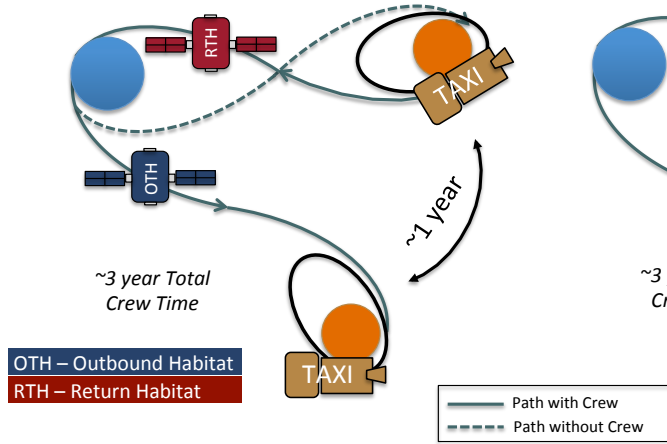 RTH
TAXI
OTH
~1 year
~3 year Total
Crew Time
~3
TAXI
OTH – Outbound Habitat
RTH – Return Habitat
Path with Crew
Path without Crew